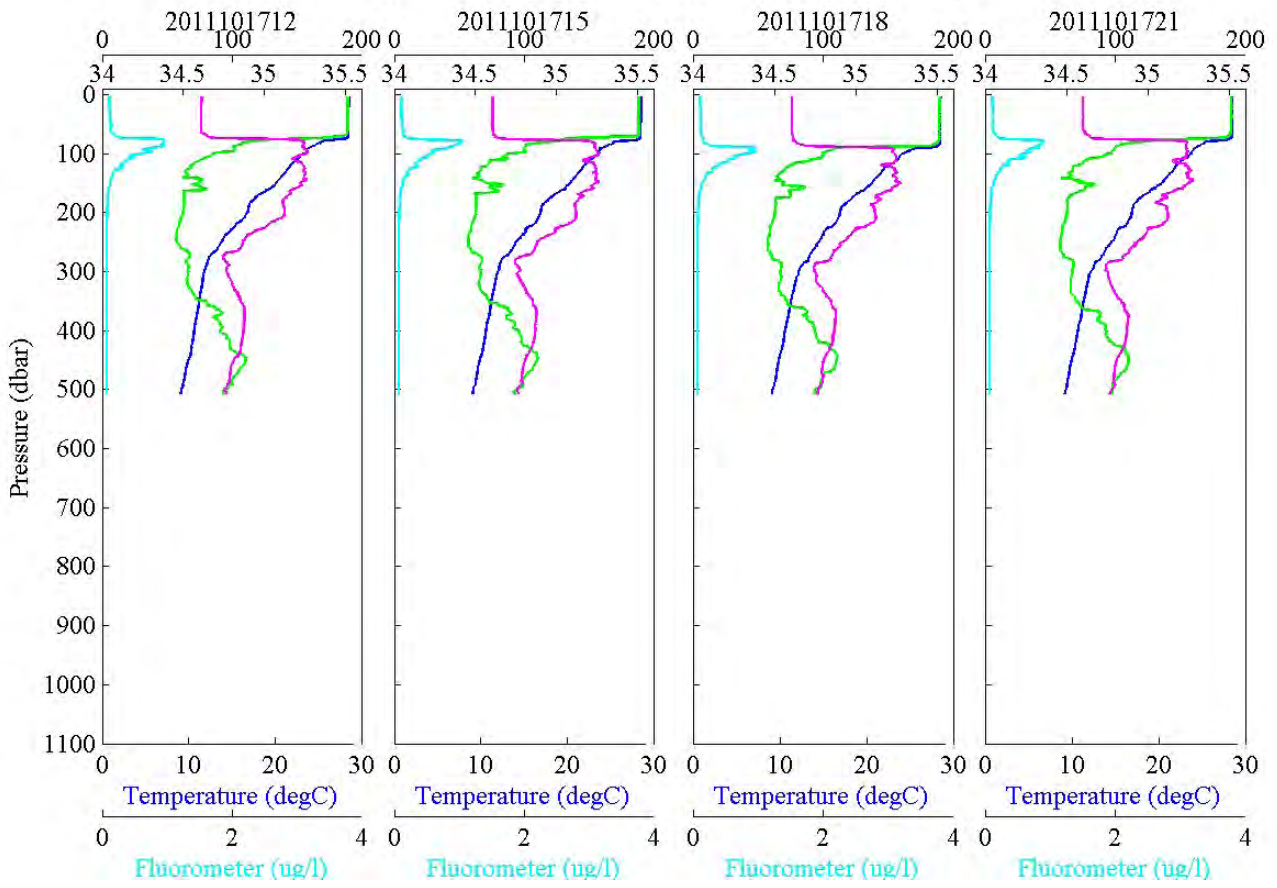 2011101712 2011101715 2011101718 2011101721
0 100 200 0 100 200 0 100 200 0 100 200
34 34.5 35 35.5 34 34.5 35 35.5 34 34.5 35 35.5 34 34.5 35 35.5
0
100
200
300
400
500
600
700
800
900
1000
1100
Pressure (dbar)
0 10 20 30 0 10 20 30 0 10 20 30 0 10 20 30
Temperature (degC) Temperature (degC) Temperature (degC) Temperature (degC)
0 2 4 0 2 4 0 2 4 0 2 4
Fluorometer (ug/l) Fluorometer (ug/l) Fluorometer (ug/l) Fluorometer (ug/l)